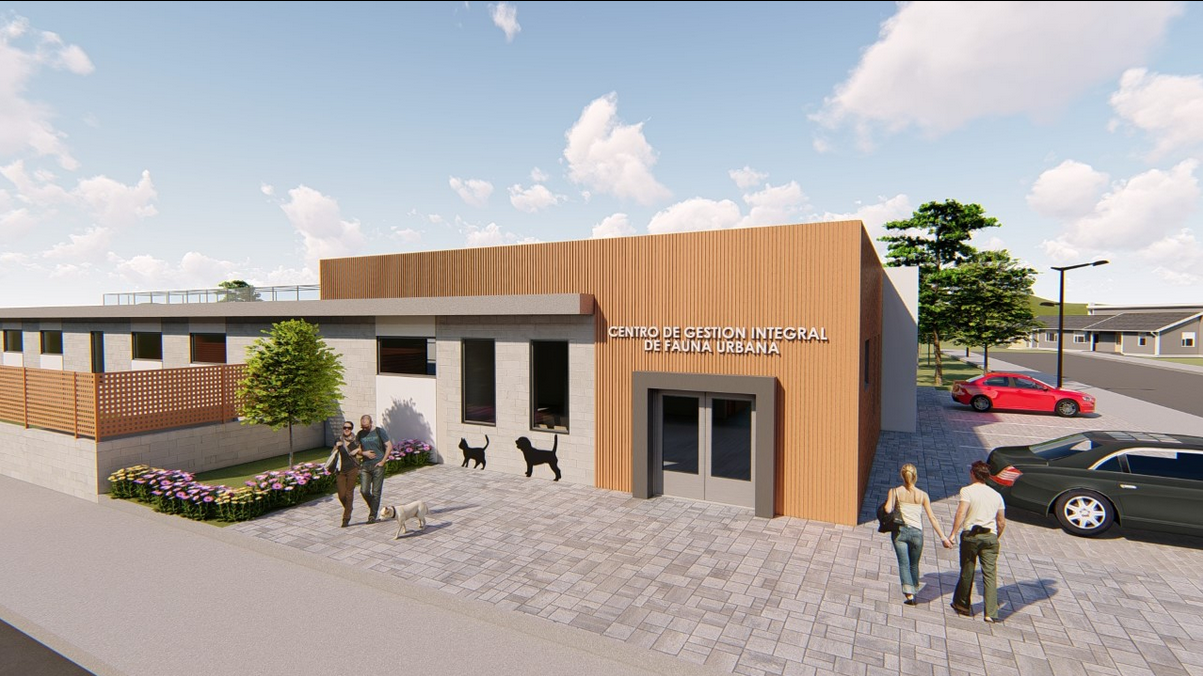 CENTRO DE GESTION INTEGRAL
DE FAUNA URBANA